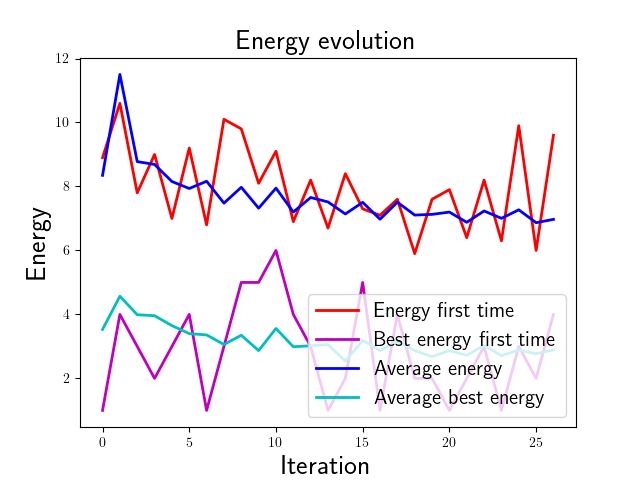 Energy evolution
12
10
8
6
4
2
Energy
Energy first time
Best energy first time
Average energy
Average best energy
0 5 10 15 20 25
Iteration